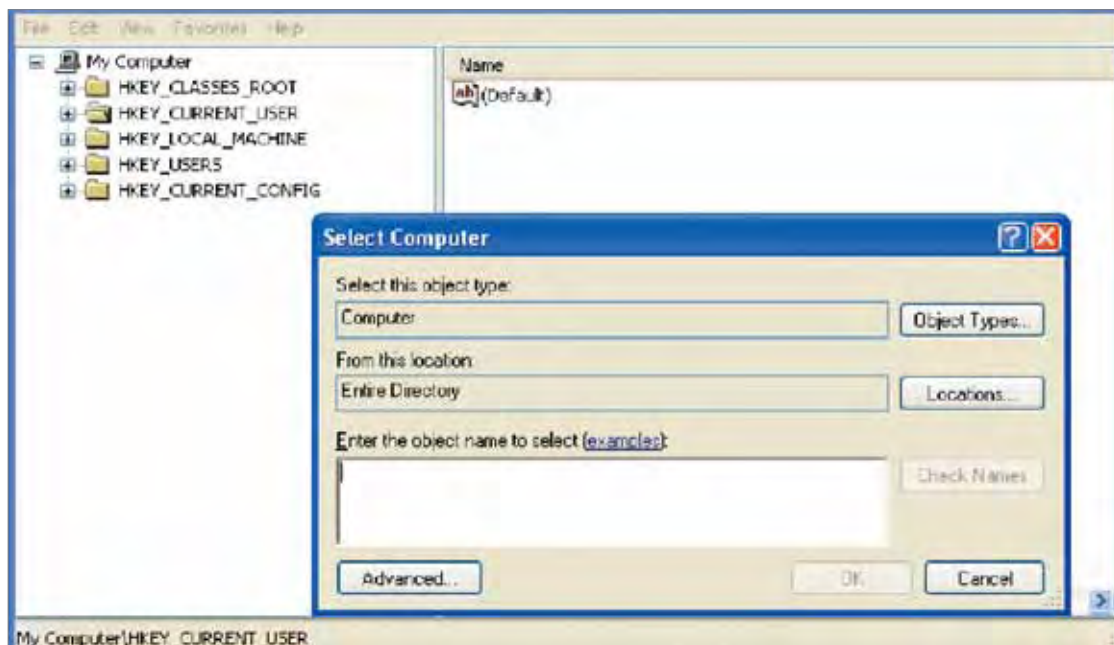 File Edit View Favorites Help
My Computer
HKEY_CLASSES_ROOT
HKEY_CURRENT_USER
HKEY_LOCAL_MACHINE
HKEY_USERS
HKEY_CURRENT_CONFIG
Name
ab (Default)
Select Computer
Select this object type:
Computer
Object Types...
From this location:
Entire Directory
Locations...
Enter the object name to select (examples):
Check Names
Advanced...
OK
Cancel
My Computer\HKEY_CURRENT_USER